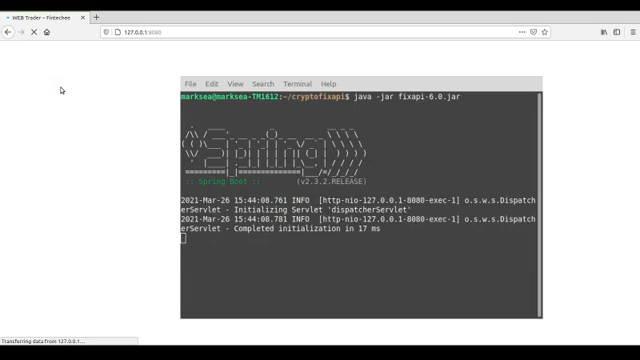 WEB Trader – Fintechee
127.0.0.1:8080
File Edit View Search Terminal Help
marksea@marksea-TM1612:~/cryptofixapi$ java -jar fixapi-6.0.jar
:: Spring Boot :: (v2.3.2.RELEASE)
2021-Mar-26 15:44:08.761 INFO [http-nio-127.0.0.1-8080-exec-1] o.s.w.s.Dispatch
erServlet - Initializing Servlet 'dispatcherServlet'
2021-Mar-26 15:44:08.781 INFO [http-nio-127.0.0.1-8080-exec-1] o.s.w.s.Dispatch
erServlet - Completed initialization in 17 ms
Transferring data from 127.0.0.1...